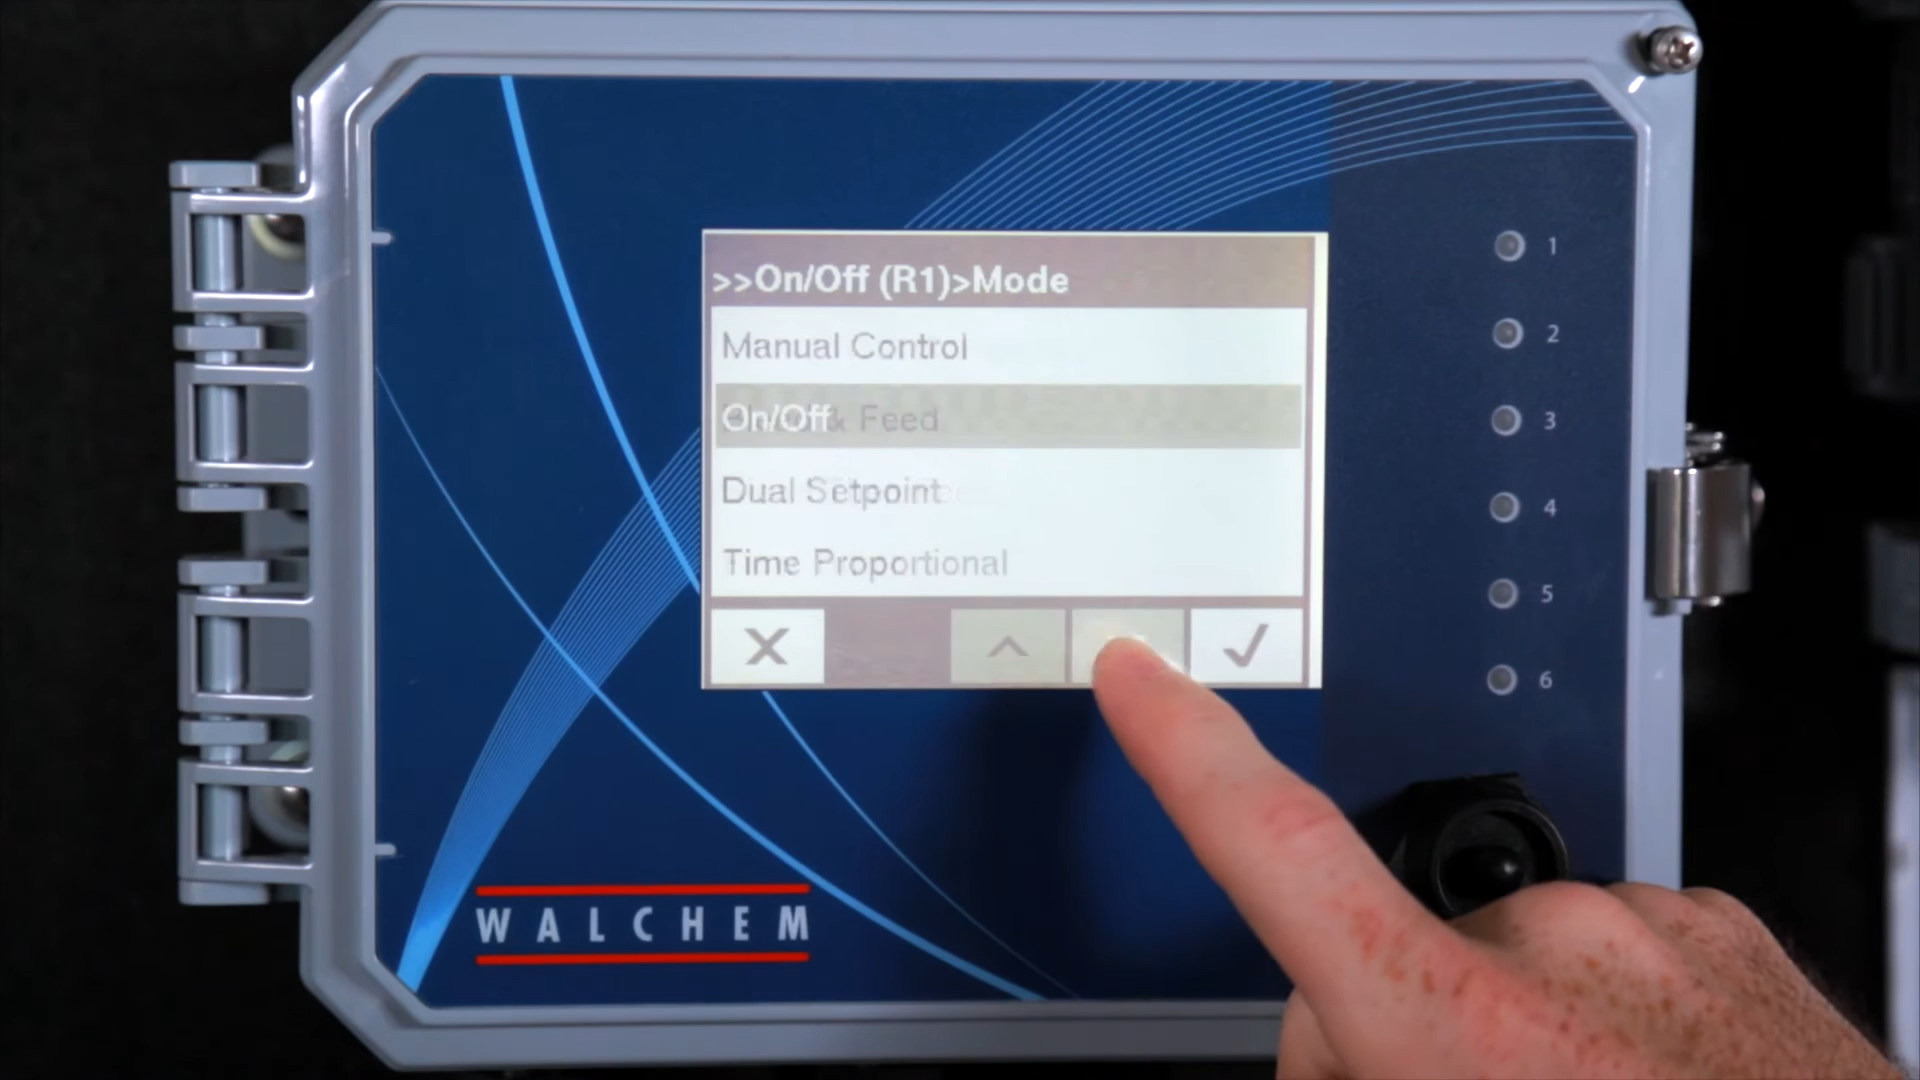 >>On/Off (R1)>Mode
Manual Control
On/Off & Feed
Dual Setpoint
Time Proportional
1
2
3
4
5
6
WALCHEM